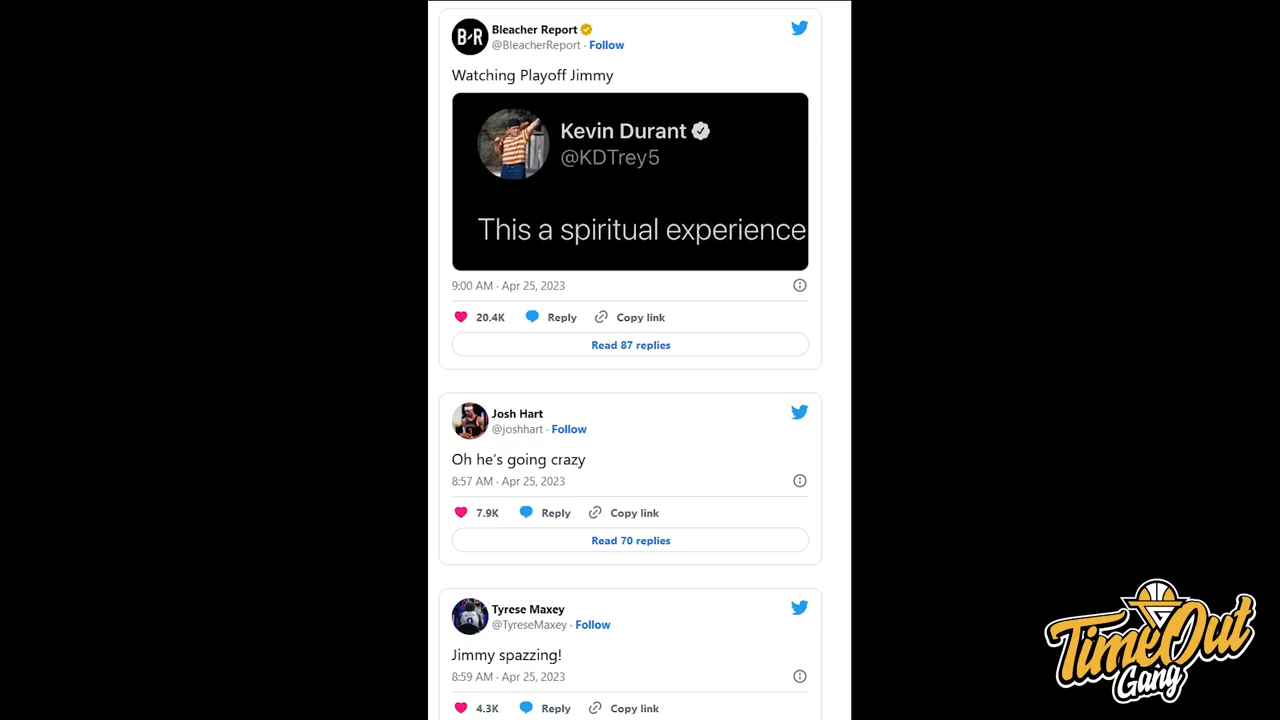 B/R
Bleacher Report
@BleacherReport · Follow
Watching Playoff Jimmy
Kevin Durant
@KDTrey5
This a spiritual experience
9:00 AM · Apr 25, 2023
20.4K Reply Copy link
Read 87 replies
Josh Hart
@joshhart · Follow
Oh he's going crazy
8:57 AM · Apr 25, 2023
7.9K Reply Copy link
Read 70 replies
Tyrese Maxey
@TyreseMaxey · Follow
Jimmy spazzing!
8:59 AM · Apr 25, 2023
4.3K Reply Copy link
TimeOut
Gang